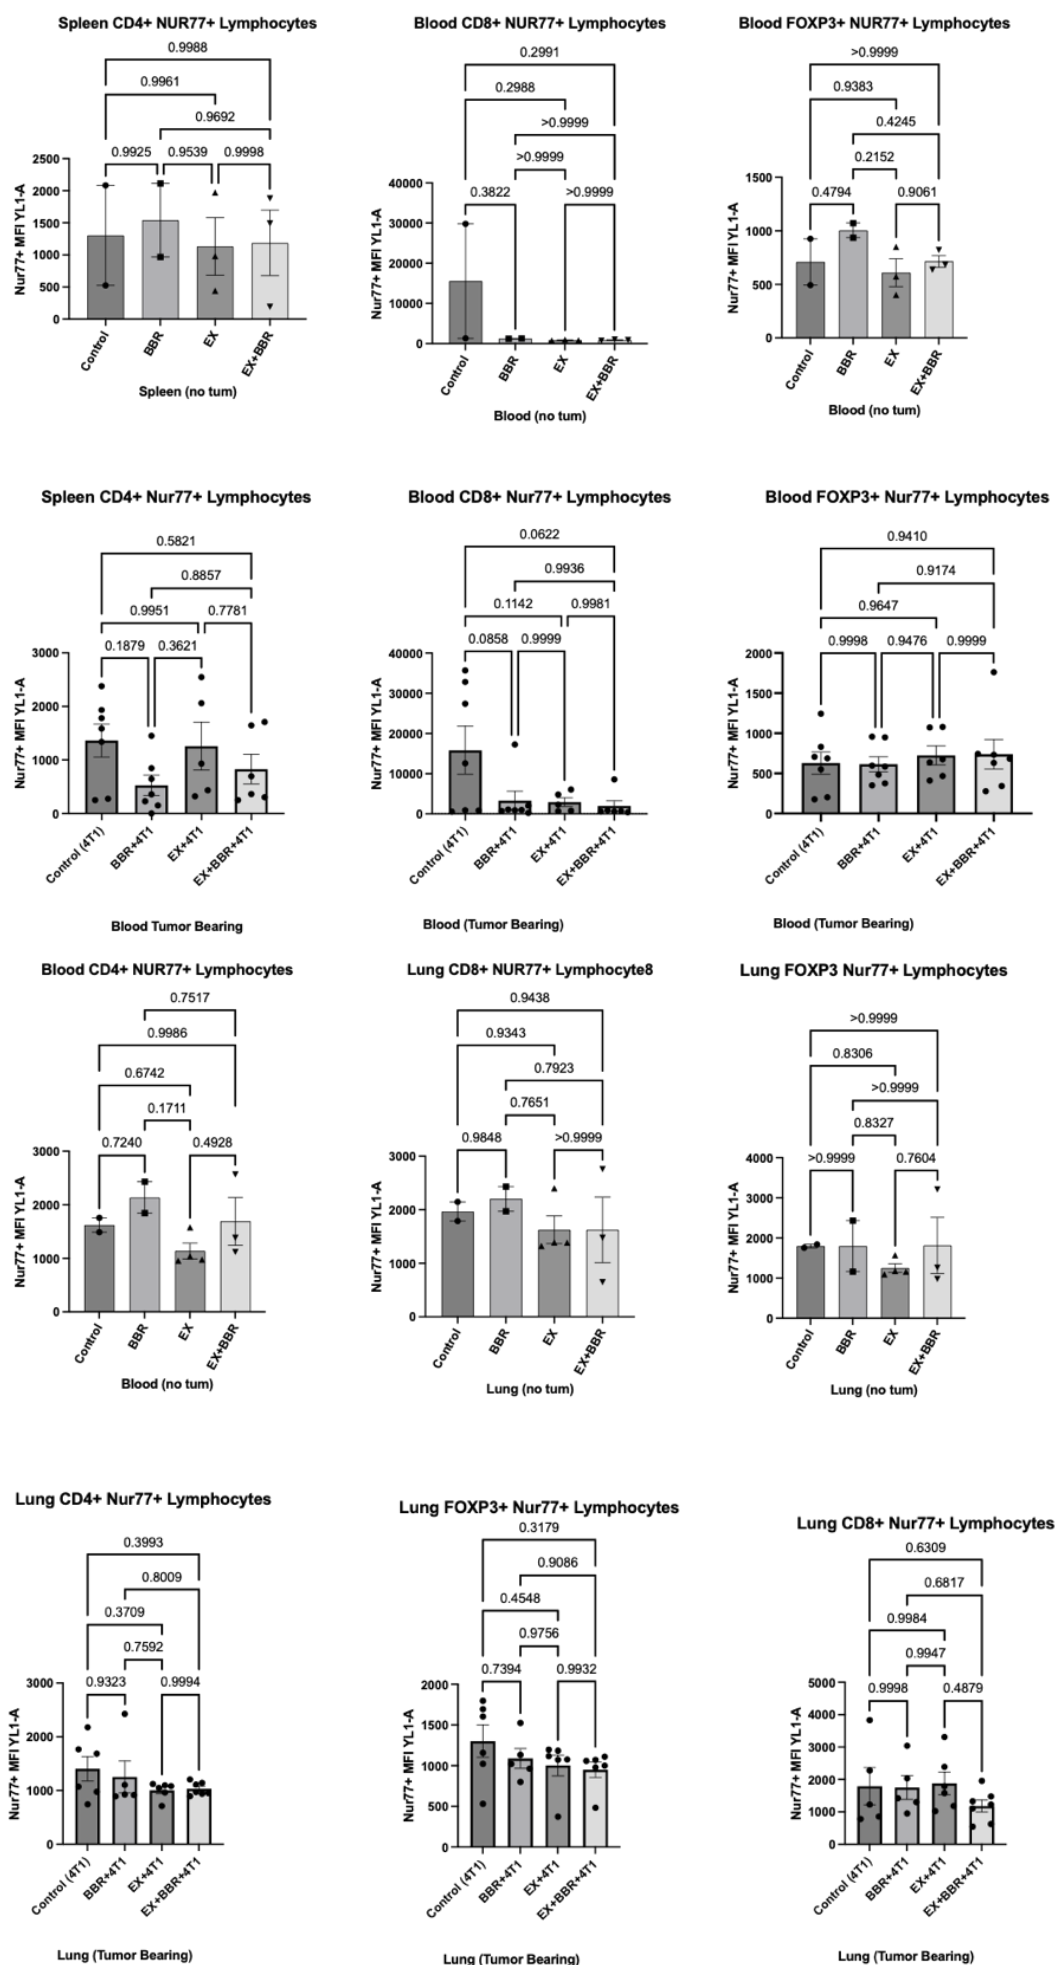 Spleen CD4+ NUR77+ Lymphocytes
0.9988
0.9961
0.9692
0.9925 0.9539 0.9998
Nur77+ MFI YL1-A
2500
2000
1500
1000
500
0
Control BBR EX EX+BBR
Spleen (no tum)
Blood CD8+ NUR77+ Lymphocytes
0.2991
0.2988
>0.9999
>0.9999
0.3822 >0.9999
Nur77+ MFI YL1-A
40000
30000
20000
10000
0
Control BBR EX EX+BBR
Blood (no tum)
Blood FOXP3+ NUR77+ Lymphocytes
>0.9999
0.9383
0.4245
0.2152
0.4794 0.9061
Nur77+ MFI YL1-A
1500
1000
500
0
Control BBR EX EX+BBR
Blood (no tum)
Spleen CD4+ Nur77+ Lymphocytes
0.5821
0.8857
0.9951 0.7781
0.1879 0.3621
Nur77+ MFI YL1-A
3000
2000
1000
0
Control (4T1) BBR+4T1 EX+4T1 EX+BBR+4T1
Blood Tumor Bearing
Blood CD8+ Nur77+ Lymphocytes
0.0622
0.9936
0.1142 0.9981
0.0858 0.9999
Nur77+ MFI YL1-A
40000
30000
20000
10000
0
Control (4T1) BBR+4T1 EX+4T1 EX+BBR+4T1
Blood (Tumor Bearing)
Blood FOXP3+ Nur77+ Lymphocytes
0.9410
0.9174
0.9647
0.9998 0.9476 0.9999
Nur77+ MFI YL1-A
2000
1500
1000
500
0
Control (4T1) BBR+4T1 EX+4T1 EX+BBR+4T1
Blood (Tumor Bearing)
Blood CD4+ NUR77+ Lymphocytes
0.7517
0.9986
0.6742
0.1711
0.7240 0.4928
Nur77+ MFI YL1-A
3000
2000
1000
0
Control BBR EX EX+BBR
Blood (no tum)
Lung CD8+ NUR77+ Lymphocyte8
0.9438
0.9343
0.7923
0.7651
0.9848 >0.9999
Nur77+ MFI YL1-A
3000
2000
1000
0
Control BBR EX EX+BBR
Lung (no tum)
Lung FOXP3 Nur77+ Lymphocytes
>0.9999
0.8306
>0.9999
0.8327
>0.9999 0.7604
Nur77+ MFI YL1-A
4000
3000
2000
1000
0
Control BBR EX EX+BBR
Lung (no tum)
Lung CD4+ Nur77+ Lymphocytes
0.3993
0.8009
0.3709
0.7592
0.9323 0.9994
Nur77+ MFI YL1-A
3000
2000
1000
0
Control (4T1) BBR+4T1 EX+4T1 EX+BBR+4T1
Lung (Tumor Bearing)
Lung FOXP3+ Nur77+ Lymphocytes
0.3179
0.9086
0.4548
0.9756
0.7394 0.9932
Nur77+ MFI YL1-A
2000
1500
1000
500
0
Control (4T1) BBR+4T1 EX+4T1 EX+BBR+4T1
Lung (Tumor Bearing)
Lung CD8+ Nur77+ Lymphocytes
0.6309
0.6817
0.9984
0.9947
0.9998 0.4879
Nur77+ MFI YL1-A
5000
4000
3000
2000
1000
0
Control (4T1) BBR+4T1 EX+4T1 EX+BBR+4T1
Lung (Tumor Bearing)